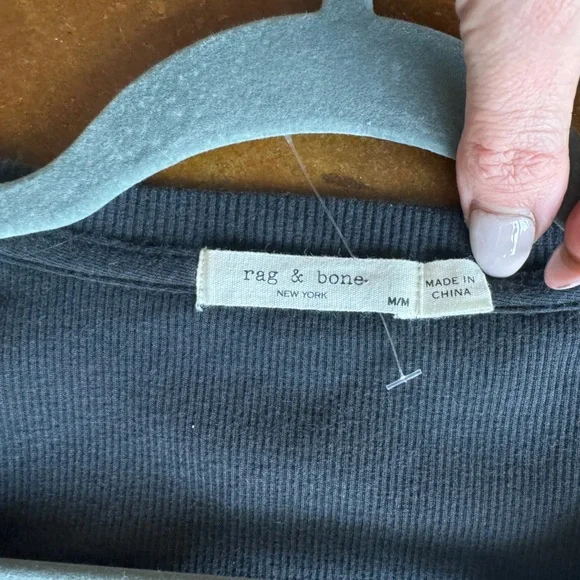 rag & bone
NEW YORK
M/M
MADE IN
CHINA